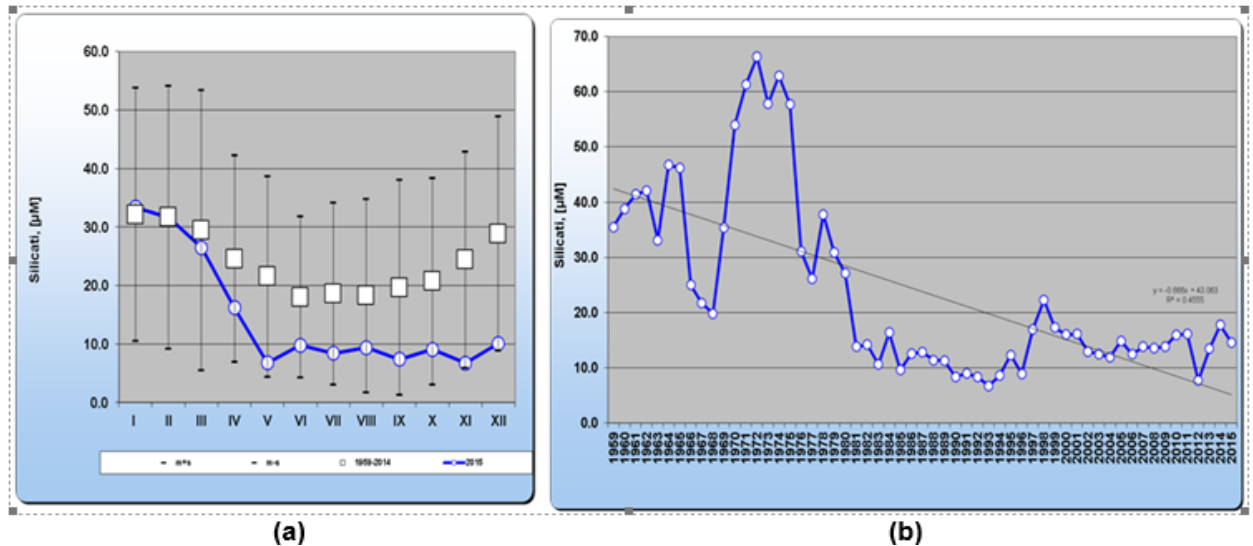 60.0
50.0
40.0
30.0
20.0
10.0
0.0
Silicati, [µM]
I II III IV V VI VII VIII IX X XI XII
m+s m-s 1959-2014 2015
(a)
70.0
60.0
50.0
40.0
30.0
20.0
10.0
0.0
Silicati, [µM]
y = -0.666x + 43.063
R² = 0.4555
1959 1960 1961 1962 1963 1964 1965 1966 1967 1968 1969 1970 1971 1972 1973 1974 1975 1976 1977 1978 1979 1980 1981 1982 1983 1984 1985 1986 1987 1988 1989 1990 1991 1992 1993 1994 1995 1996 1997 1998 1999 2000 2001 2002 2003 2004 2005 2006 2007 2008 2009 2010 2011 2012 2013 2014 2015
(b)